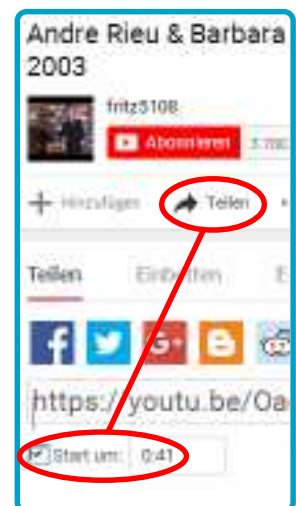 Andre Rieu & Barbara
2003
fritz5108
Abonnieren
+ Hinzufügen Teilen
Teilen Einbetten E
f G+ B
https://youtu.be/Oa
Start um: 0:41